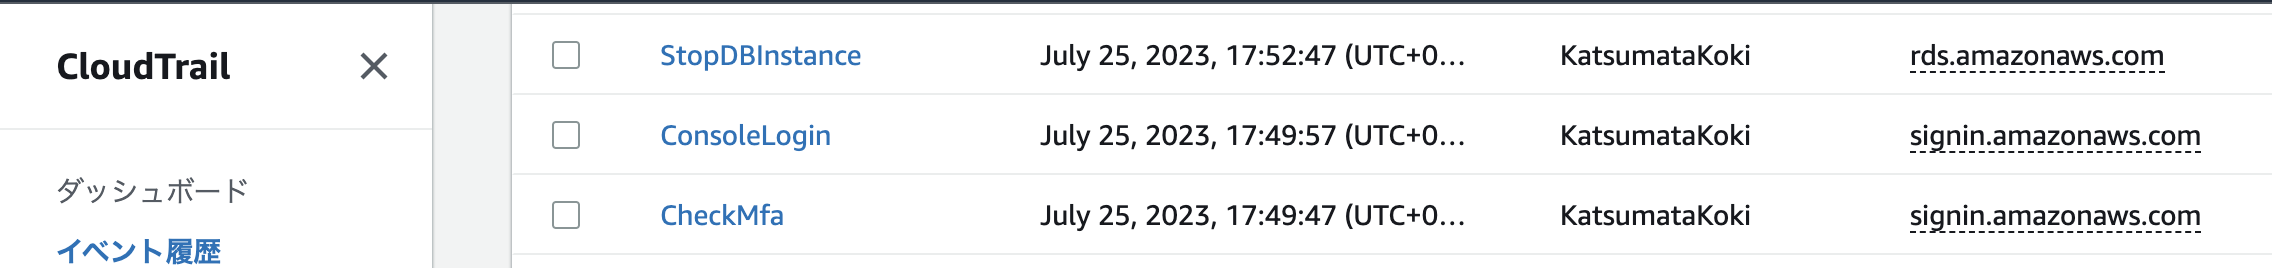 CloudTrail
ダッシュボード
イベント履歴
StopDBInstance July 25, 2023, 17:52:47 (UTC+0… KatsumataKoki rds.amazonaws.com
ConsoleLogin July 25, 2023, 17:49:57 (UTC+0… KatsumataKoki signin.amazonaws.com
CheckMfa July 25, 2023, 17:49:47 (UTC+0… KatsumataKoki signin.amazonaws.com